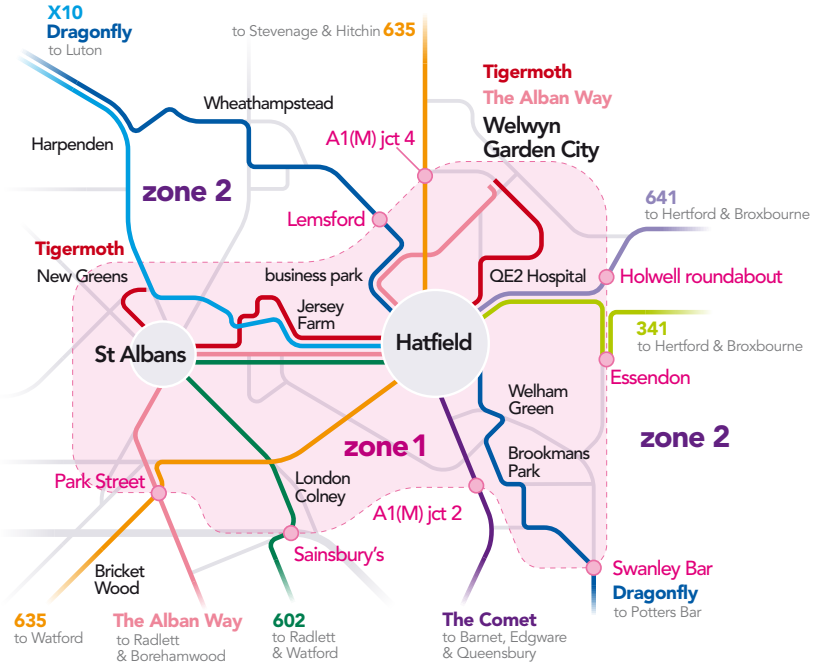 X10
Dragonfly
to Luton
to Stevenage & Hitchin 635
Tigermoth
The Alban Way
Welwyn
Garden City
Wheathampstead
Harpenden
A1(M) jct 4
zone 2
641
to Hertford & Broxbourne
Lemsford
Tigermoth
New Greens
business park
QE2 Hospital
Holwell roundabout
Jersey
Farm
St Albans
Hatfield
341
to Hertford & Broxbourne
Essendon
Welham
Green
zone 1
zone 2
Brookmans
Park
Park Street
London
Colney
A1(M) jct 2
Sainsbury's
Bricket
Wood
Swanley Bar
Dragonfly
to Potters Bar
635
to Watford
The Alban Way
to Radlett
& Borehamwood
602
to Radlett
& Watford
The Comet
to Barnet, Edgware
& Queensbury